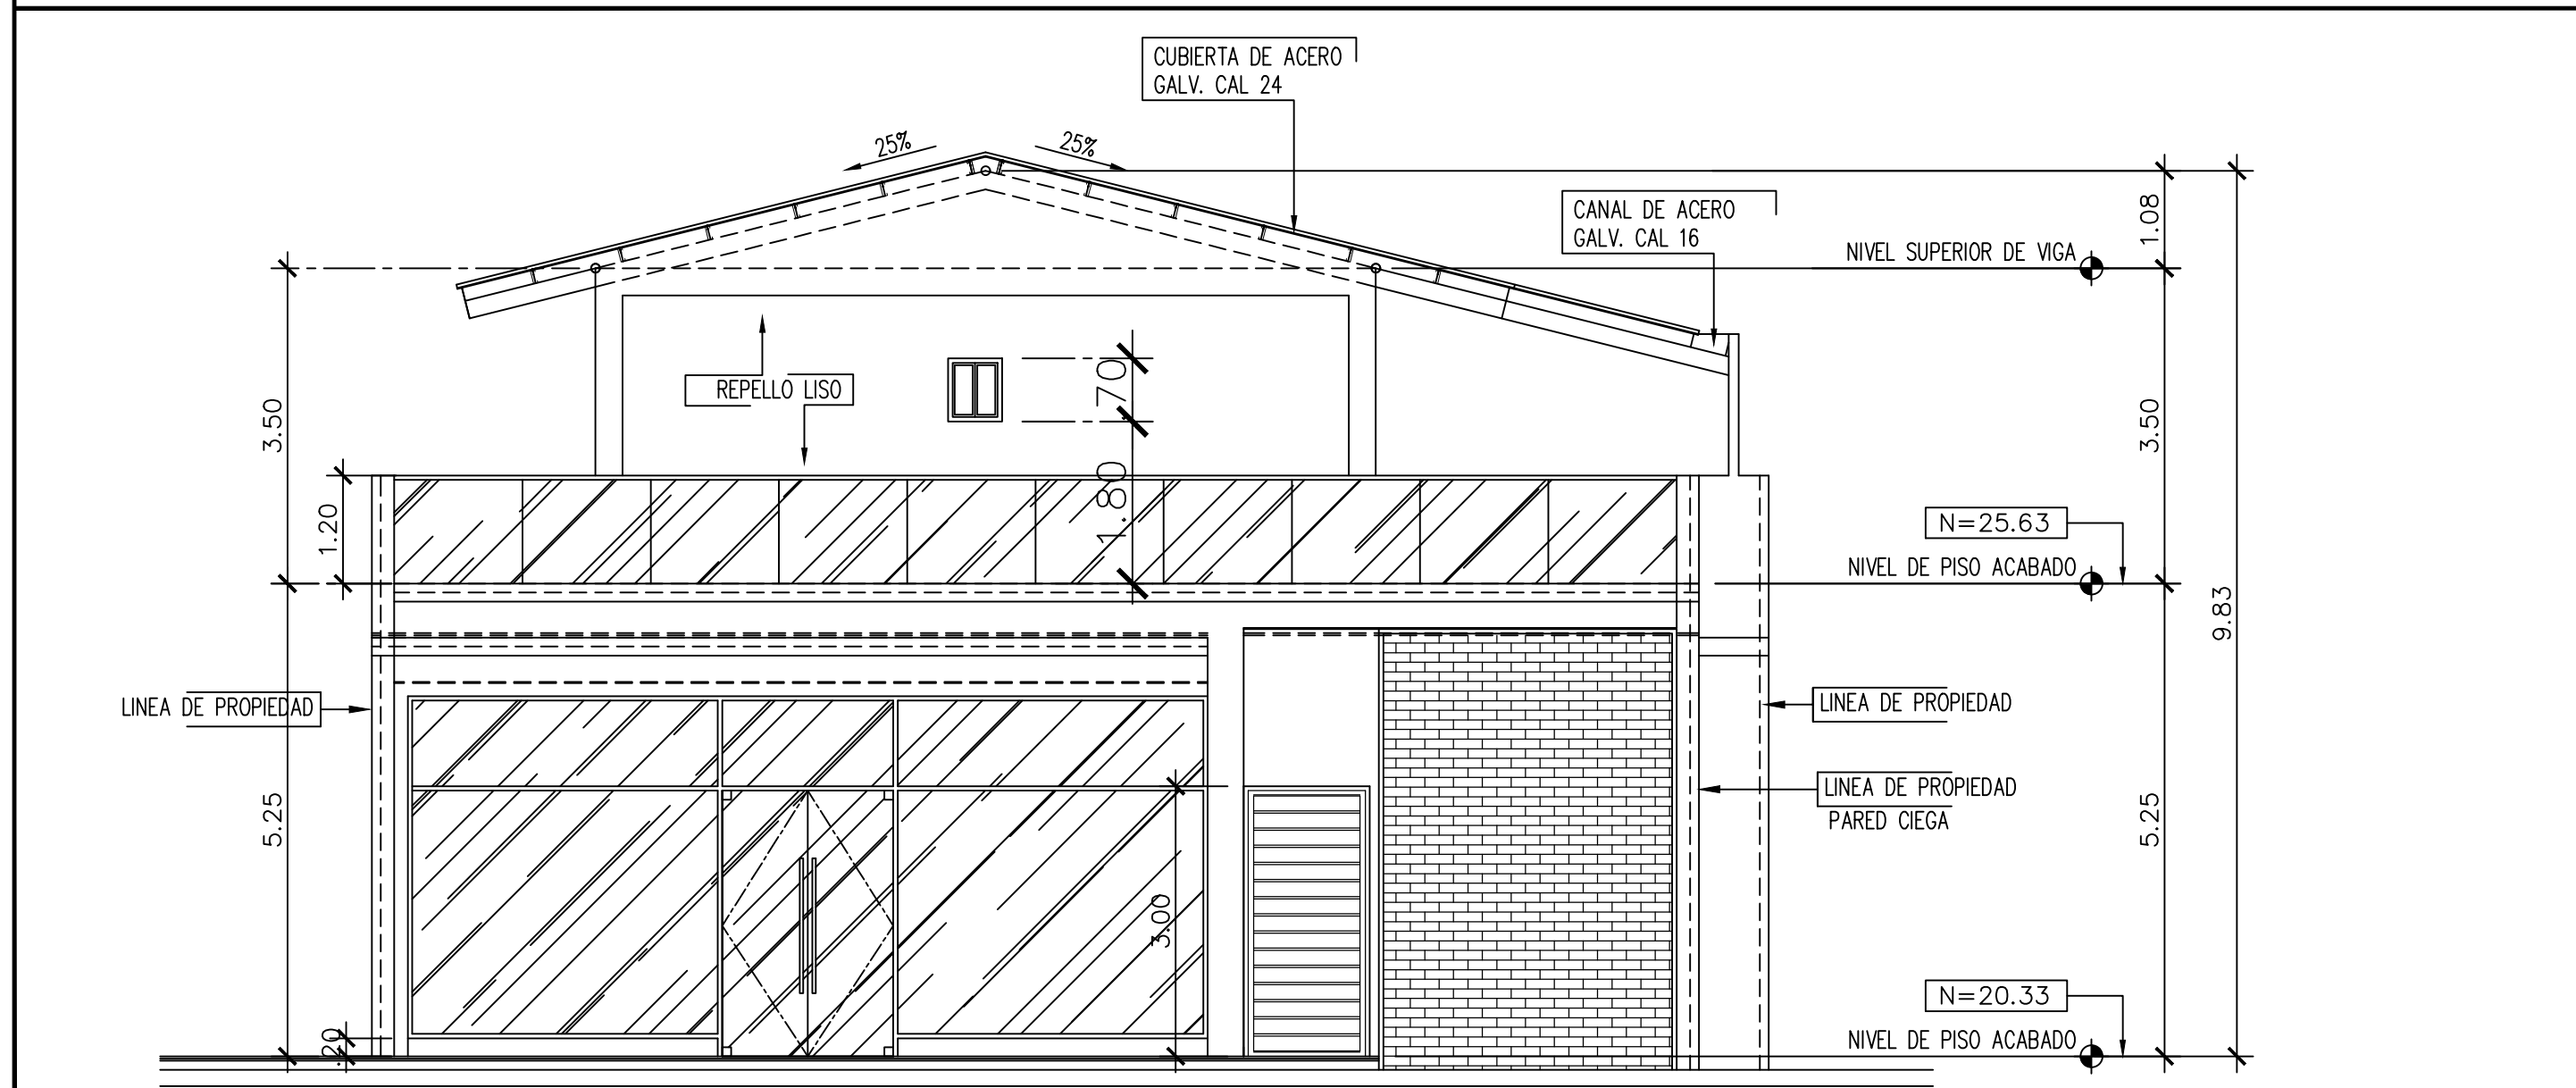 CUBIERTA DE ACERO
GALV. CAL 24
25%
25%
CANAL DE ACERO
GALV. CAL 16
1.08
NIVEL SUPERIOR DE VIGA
REPELLO LISO
.70
3.50
3.50
1.20
1.80
N=25.63
NIVEL DE PISO ACABADO
9.83
LINEA DE PROPIEDAD
LINEA DE PROPIEDAD
LINEA DE PROPIEDAD
PARED CIEGA
5.25
5.25
3.00
N=20.33
NIVEL DE PISO ACABADO
.20